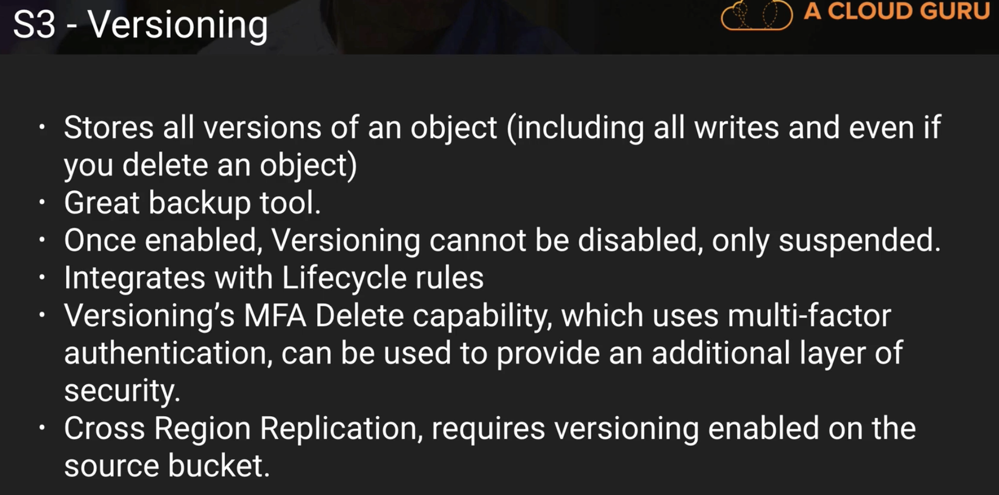 S3 - Versioning
A CLOUD GURU
· Stores all versions of an object (including all writes and even if
you delete an object)
· Great backup tool.
· Once enabled, Versioning cannot be disabled, only suspended.
· Integrates with Lifecycle rules
· Versioning’s MFA Delete capability, which uses multi-factor
authentication, can be used to provide an additional layer of
security.
· Cross Region Replication, requires versioning enabled on the
source bucket.